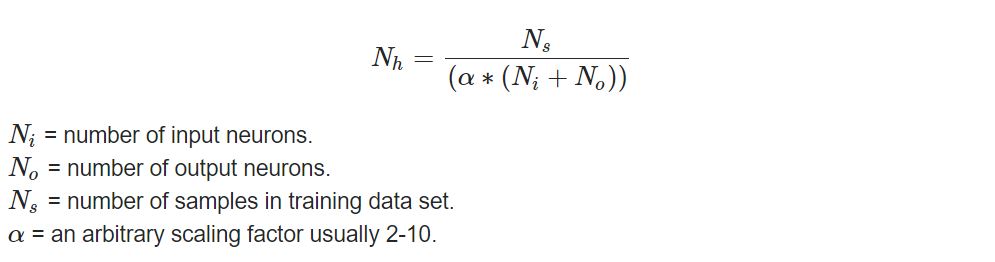 N_h = N_s / (α * (N_i + N_o))
N_i = number of input neurons.
N_o = number of output neurons.
N_s = number of samples in training data set.
α = an arbitrary scaling factor usually 2-10.